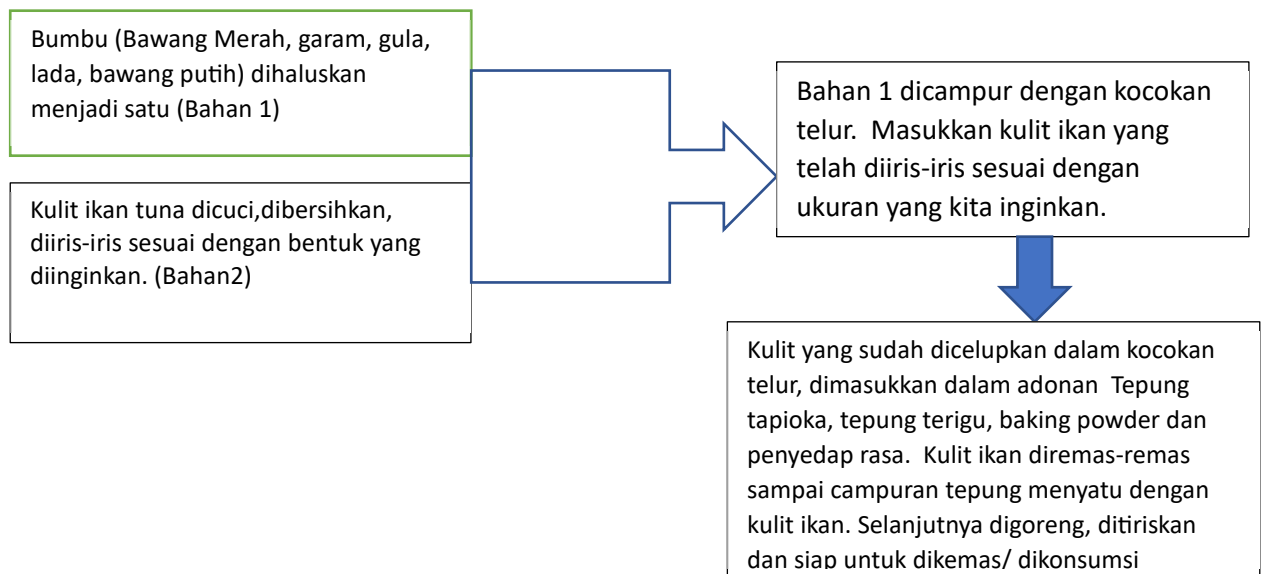 Bumbu (Bawang Merah, garam, gula,
lada, bawang putih) dihaluskan
menjadi satu (Bahan 1)
Kulit ikan tuna dicuci,dibersihkan,
diiris-iris sesuai dengan bentuk yang
diinginkan. (Bahan2)
Bahan 1 dicampur dengan kocokan
telur.  Masukkan kulit ikan yang
telah diiris-iris sesuai dengan
ukuran yang kita inginkan.
Kulit yang sudah dicelupkan dalam kocokan
telur, dimasukkan dalam adonan  Tepung
tapioka, tepung terigu, baking powder dan
penyedap rasa.  Kulit ikan diremas-remas
sampai campuran tepung menyatu dengan
kulit ikan. Selanjutnya digoreng, ditiriskan
dan siap untuk dikemas/ dikonsumsi